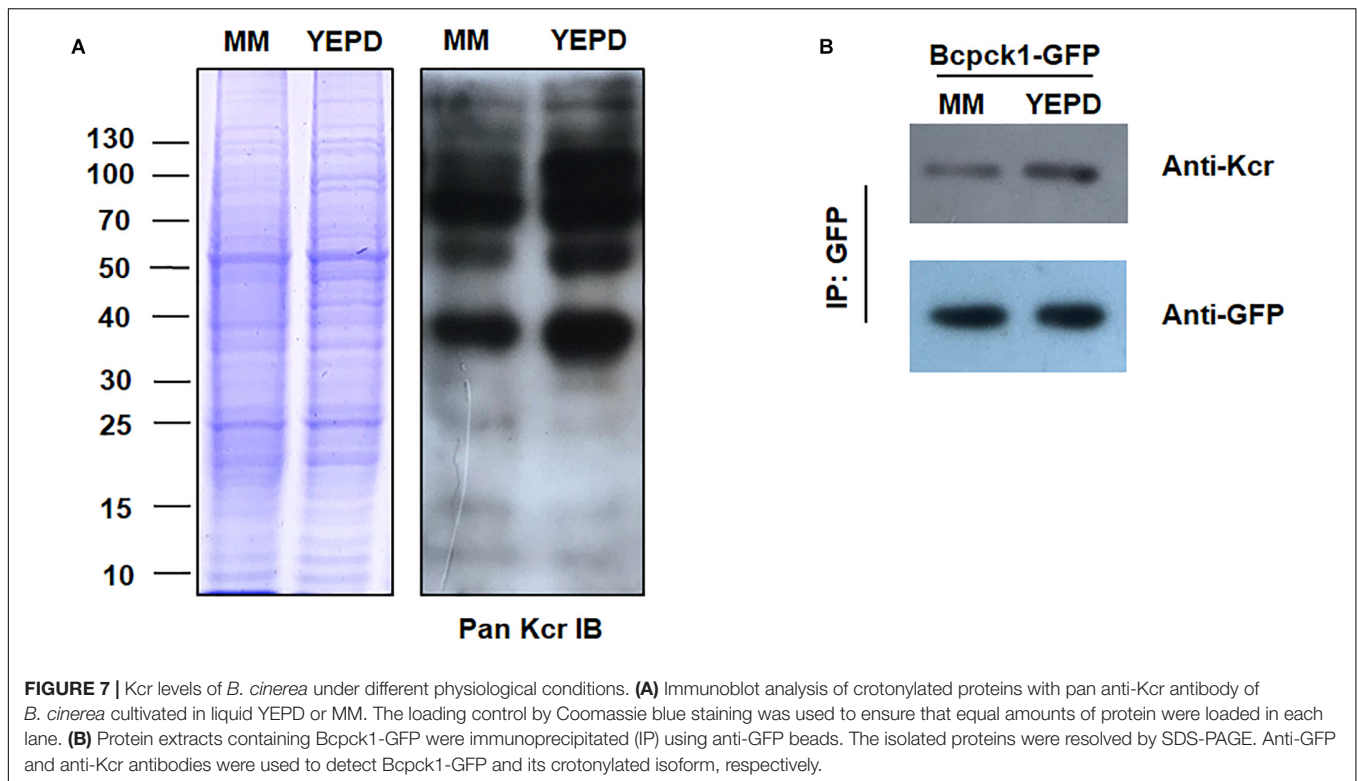 A
MM YEPD MM YEPD
130
100
70
50
40
30
25
15
10
Pan Kcr IB
B
Bcpck1-GFP
MM YEPD
IP: GFP
Anti-Kcr
Anti-GFP
FIGURE 7 | Kcr levels of B. cinerea under different physiological conditions. (A) Immunoblot analysis of crotonylated proteins with pan anti-Kcr antibody of
B. cinerea cultivated in liquid YEPD or MM. The loading control by Coomassie blue staining was used to ensure that equal amounts of protein were loaded in each
lane. (B) Protein extracts containing Bcpck1-GFP were immunoprecipitated (IP) using anti-GFP beads. The isolated proteins were resolved by SDS-PAGE. Anti-GFP
and anti-Kcr antibodies were used to detect Bcpck1-GFP and its crotonylated isoform, respectively.